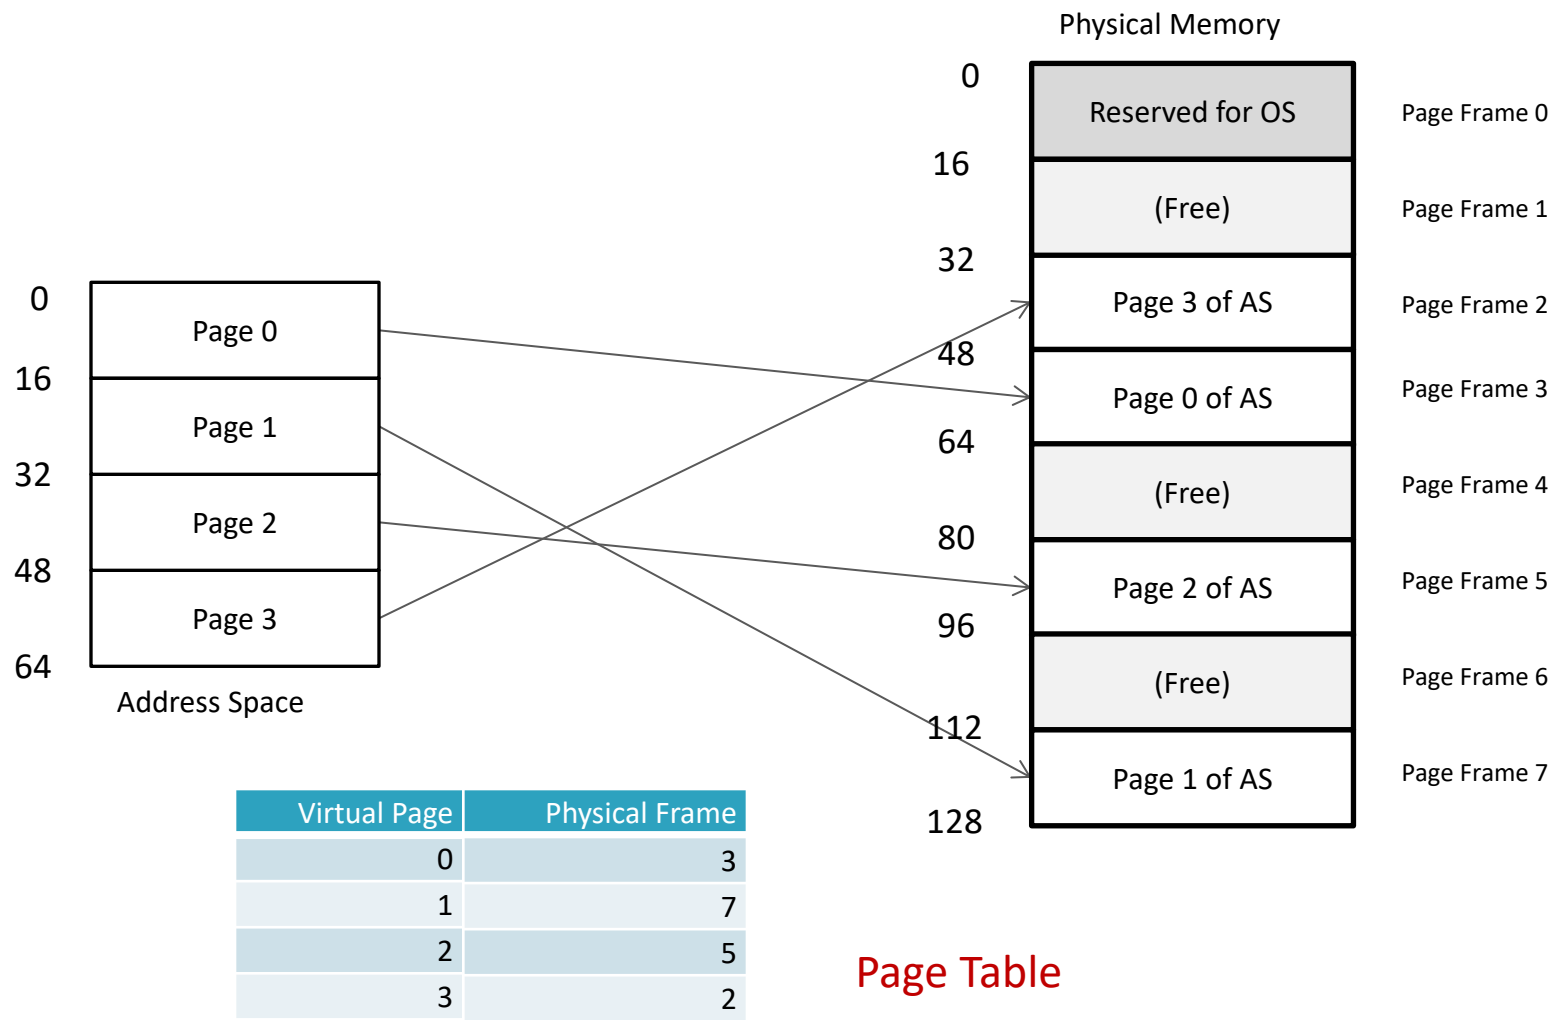 Physical Memory
0
Reserved for OS
Page Frame 0
16
(Free)
Page Frame 1
32
Page 3 of AS
Page Frame 2
48
Page 0 of AS
Page Frame 3
64
(Free)
Page Frame 4
80
Page 2 of AS
Page Frame 5
96
(Free)
Page Frame 6
112
Page 1 of AS
Page Frame 7
128
0
Page 0
16
Page 1
32
Page 2
48
Page 3
64
Address Space
Virtual Page Physical Frame
0 3
1 7
2 5
3 2
Page Table